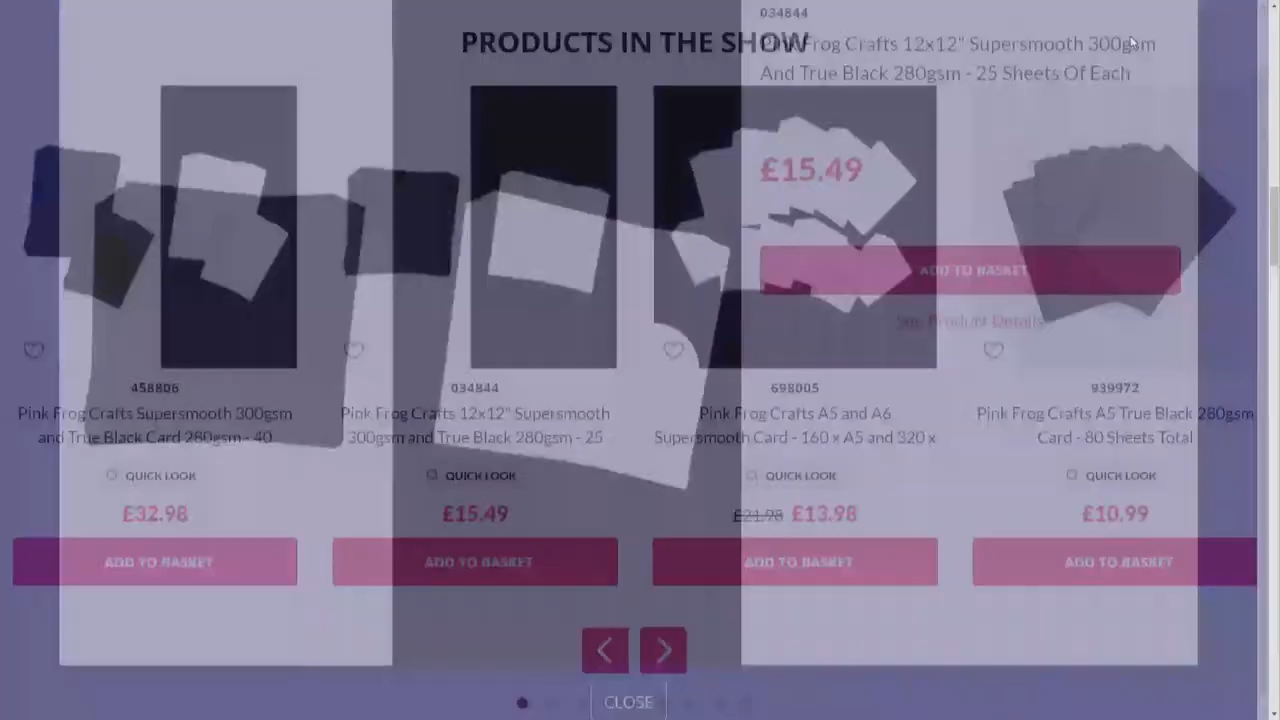 034844
PRODUCTS IN THE SHOW
Pink Frog Crafts 12x12" Supersmooth 300gsm
And True Black 280gsm - 25 Sheets Of Each
£15.49
ADD TO BASKET
See Product Details
458806
Pink Frog Crafts Supersmooth 300gsm
and True Black Card 280gsm - 40
QUICK LOOK
£32.98
ADD TO BASKET
034844
Pink Frog Crafts 12x12" Supersmooth
300gsm and True Black 280gsm - 25
QUICK LOOK
£15.49
ADD TO BASKET
698005
Pink Frog Crafts A5 and A6
Supersmooth Card - 160 x A5 and 320 x
QUICK LOOK
£21.98 £13.98
ADD TO BASKET
939972
Pink Frog Crafts A5 True Black 280gsm
Card - 80 Sheets Total
QUICK LOOK
£10.99
ADD TO BASKET
CLOSE